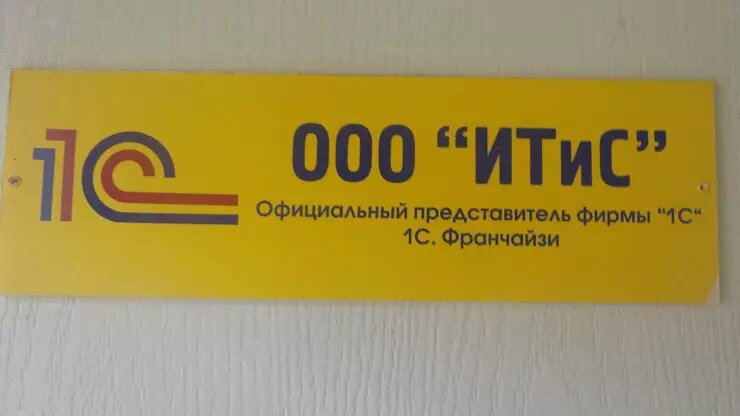 1С
ООО “ИТиС”
Официальный представитель фирмы "1С"
1С. Франчайзи